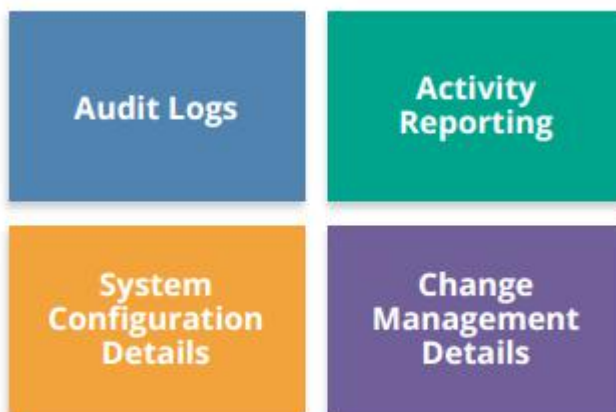 Audit Logs
Activity
Reporting
System
Configuration
Details
Change
Management
Details